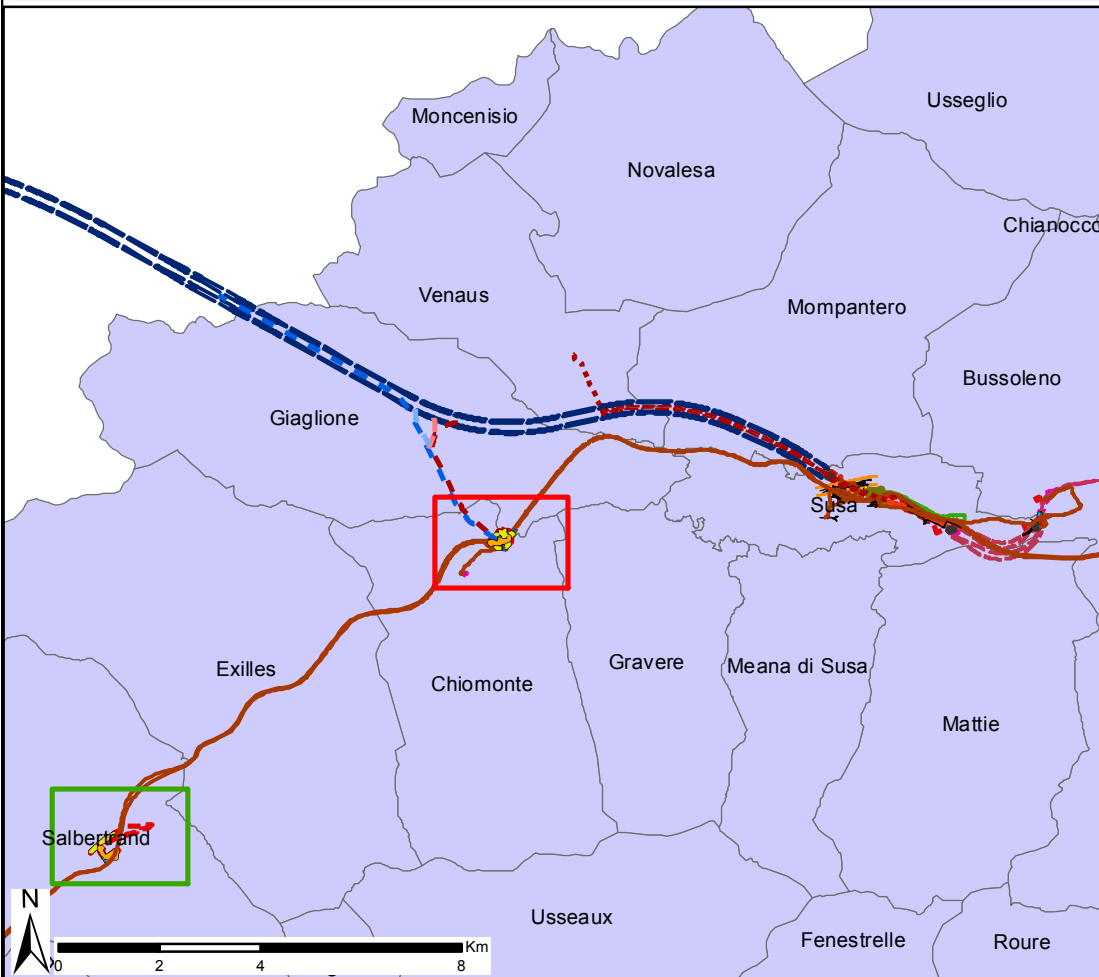 Usseglio
Moncenisio
Novalesa
Chianocco
Venaus
Mompantero
Bussoleno
Giaglione
Susa
Exilles
Chiomonte
Gravere
Meana di Susa
Mattie
Salbertrand
Usseaux
Fenestrelle
Roure
N
Km
0 2 4 8